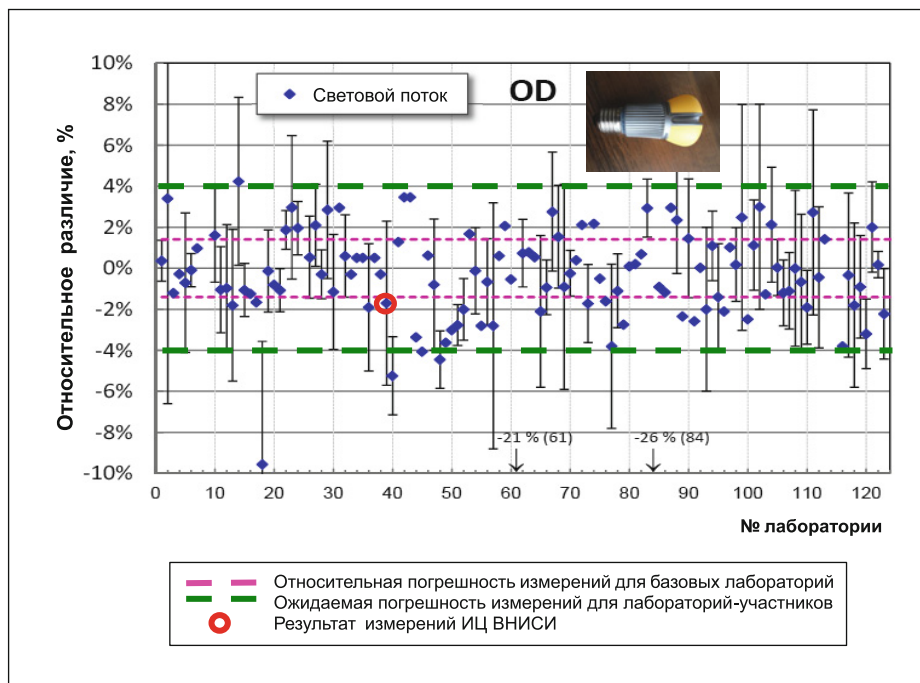 10%
8%
6%
4%
2%
0%
-2%
-4%
-6%
-8%
-10%
Относительное различие, %
Световой поток
OD
-21 % (61)
-26 % (84)
0 10 20 30 40 50 60 70 80 90 100 110 120
№ лаборатории
Относительная погрешность измерений для базовых лабораторий
Ожидаемая погрешность измерений для лабораторий-участников
Результат измерений ИЦ ВНИСИ